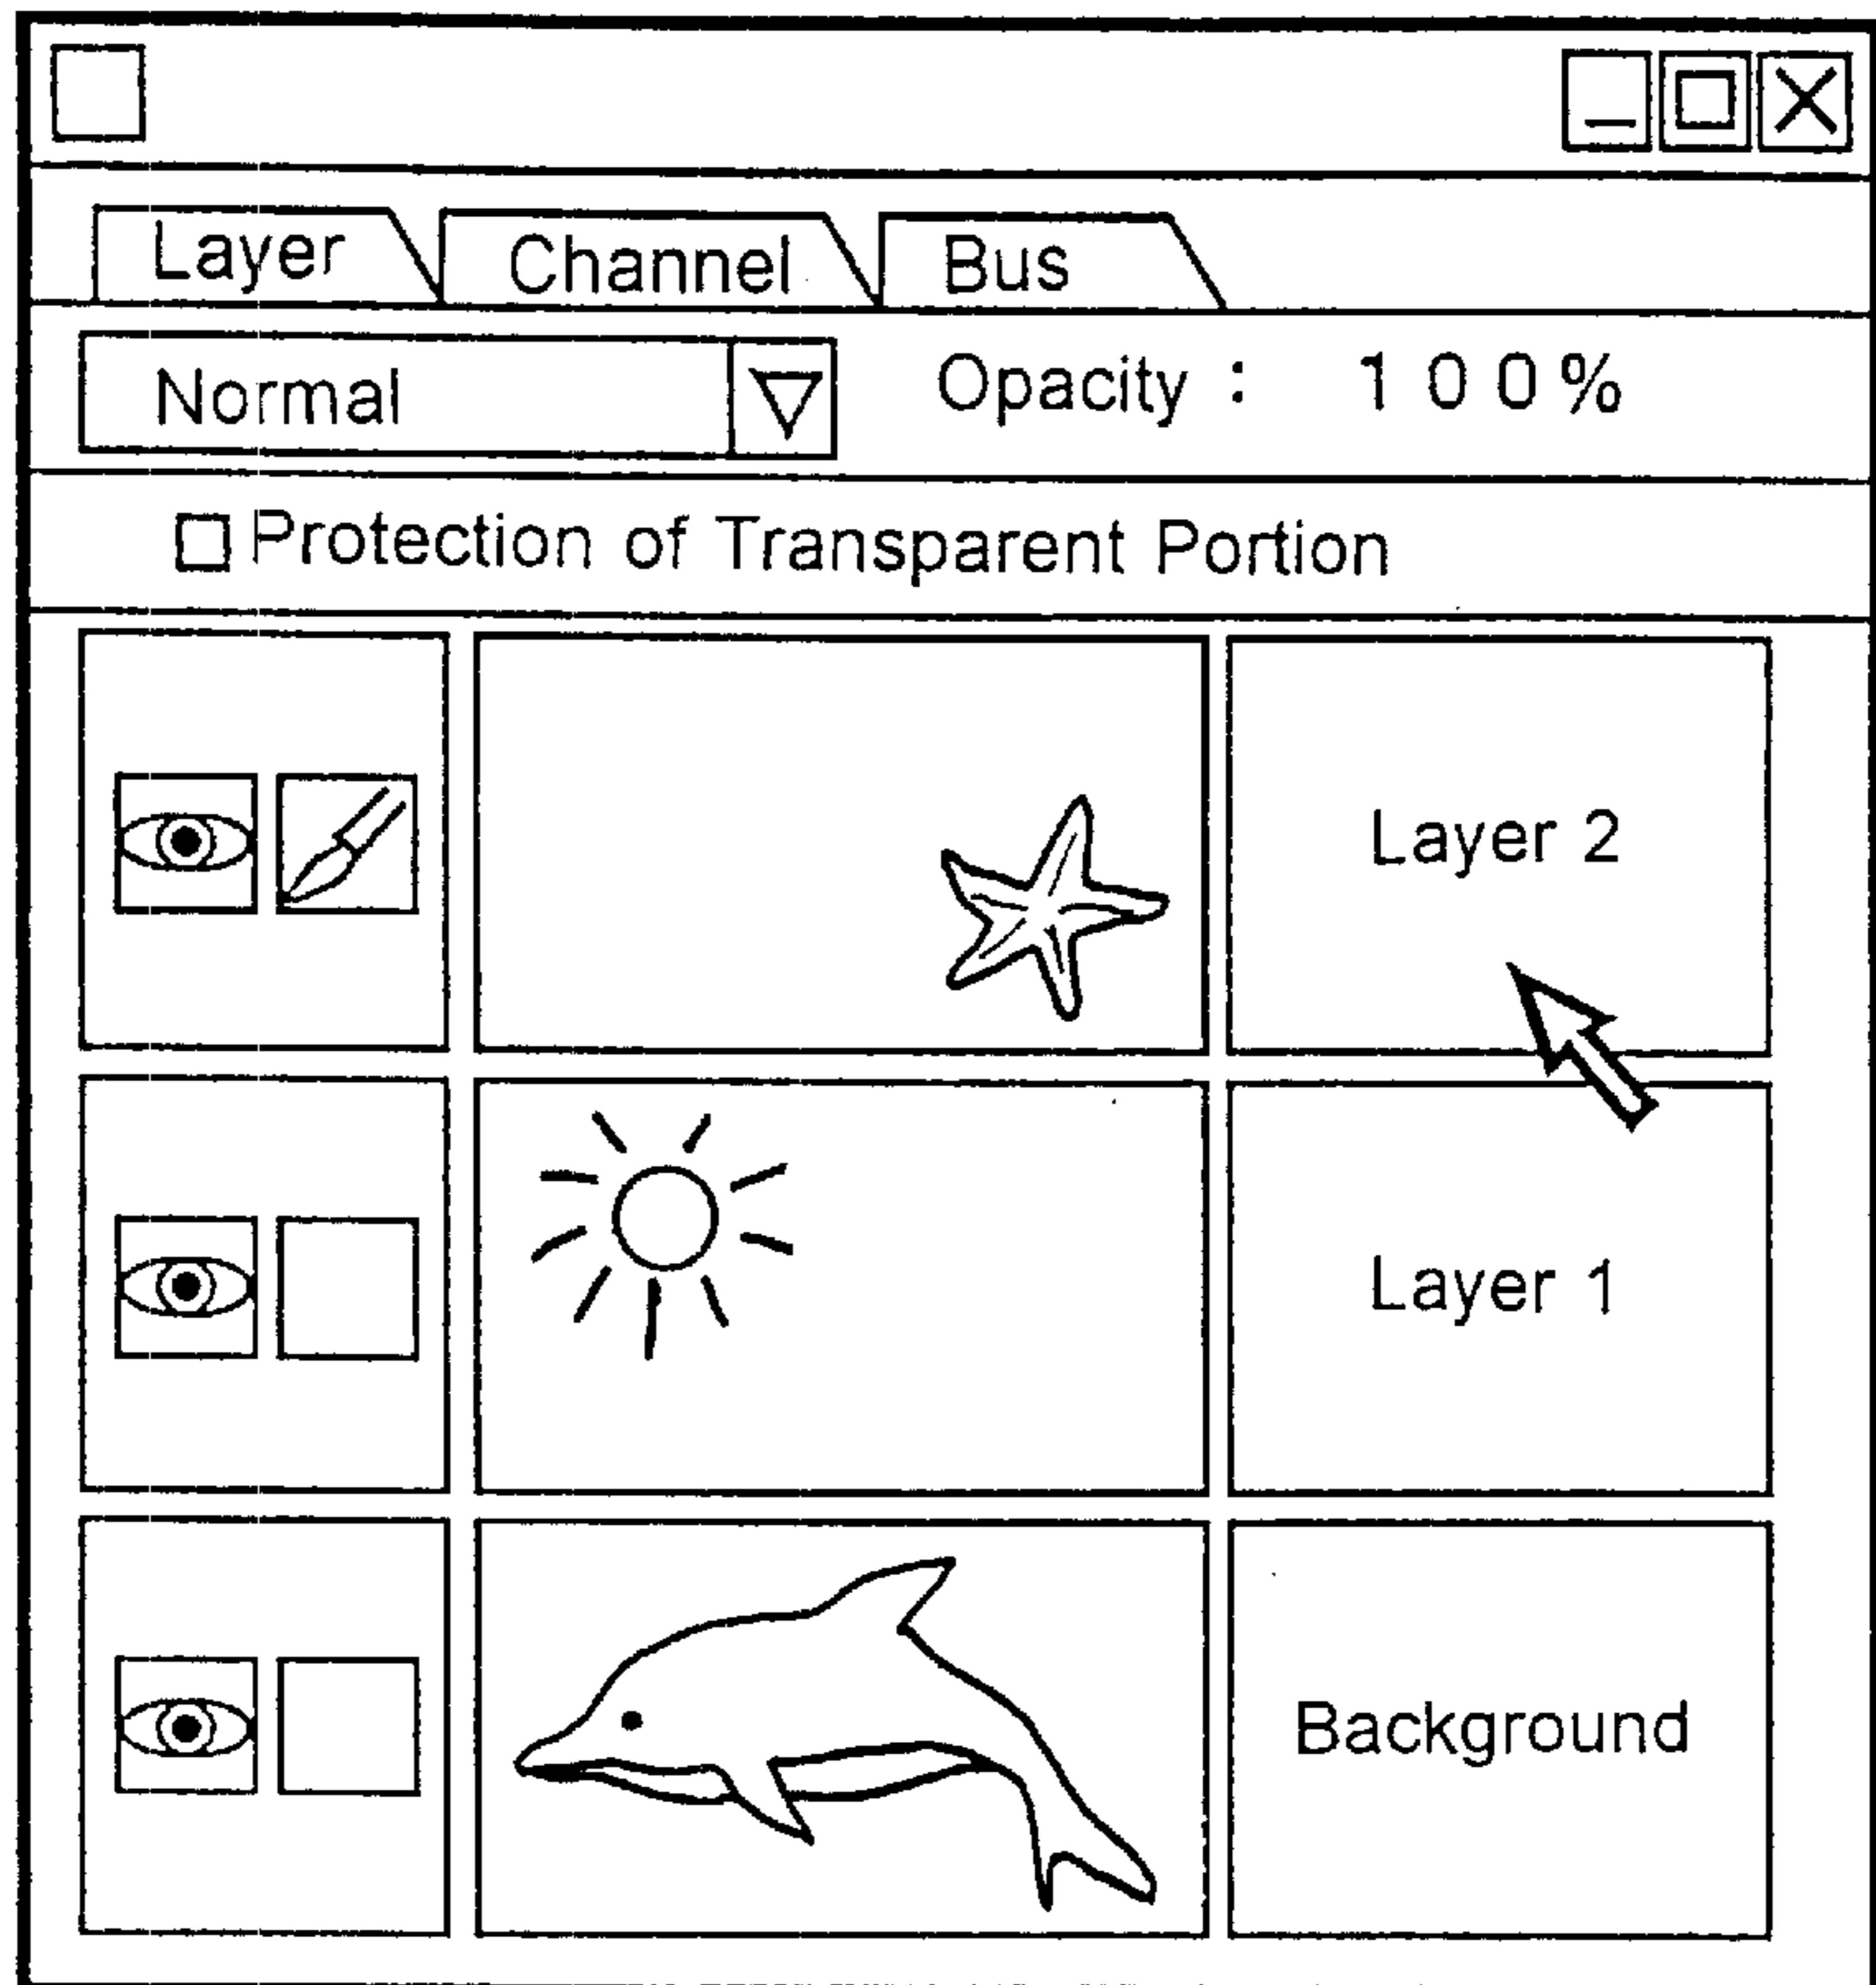 Layer Channel Bus
Normal Opacity : 100%
Protection of Transparent Portion
Layer 2
Layer 1
Background